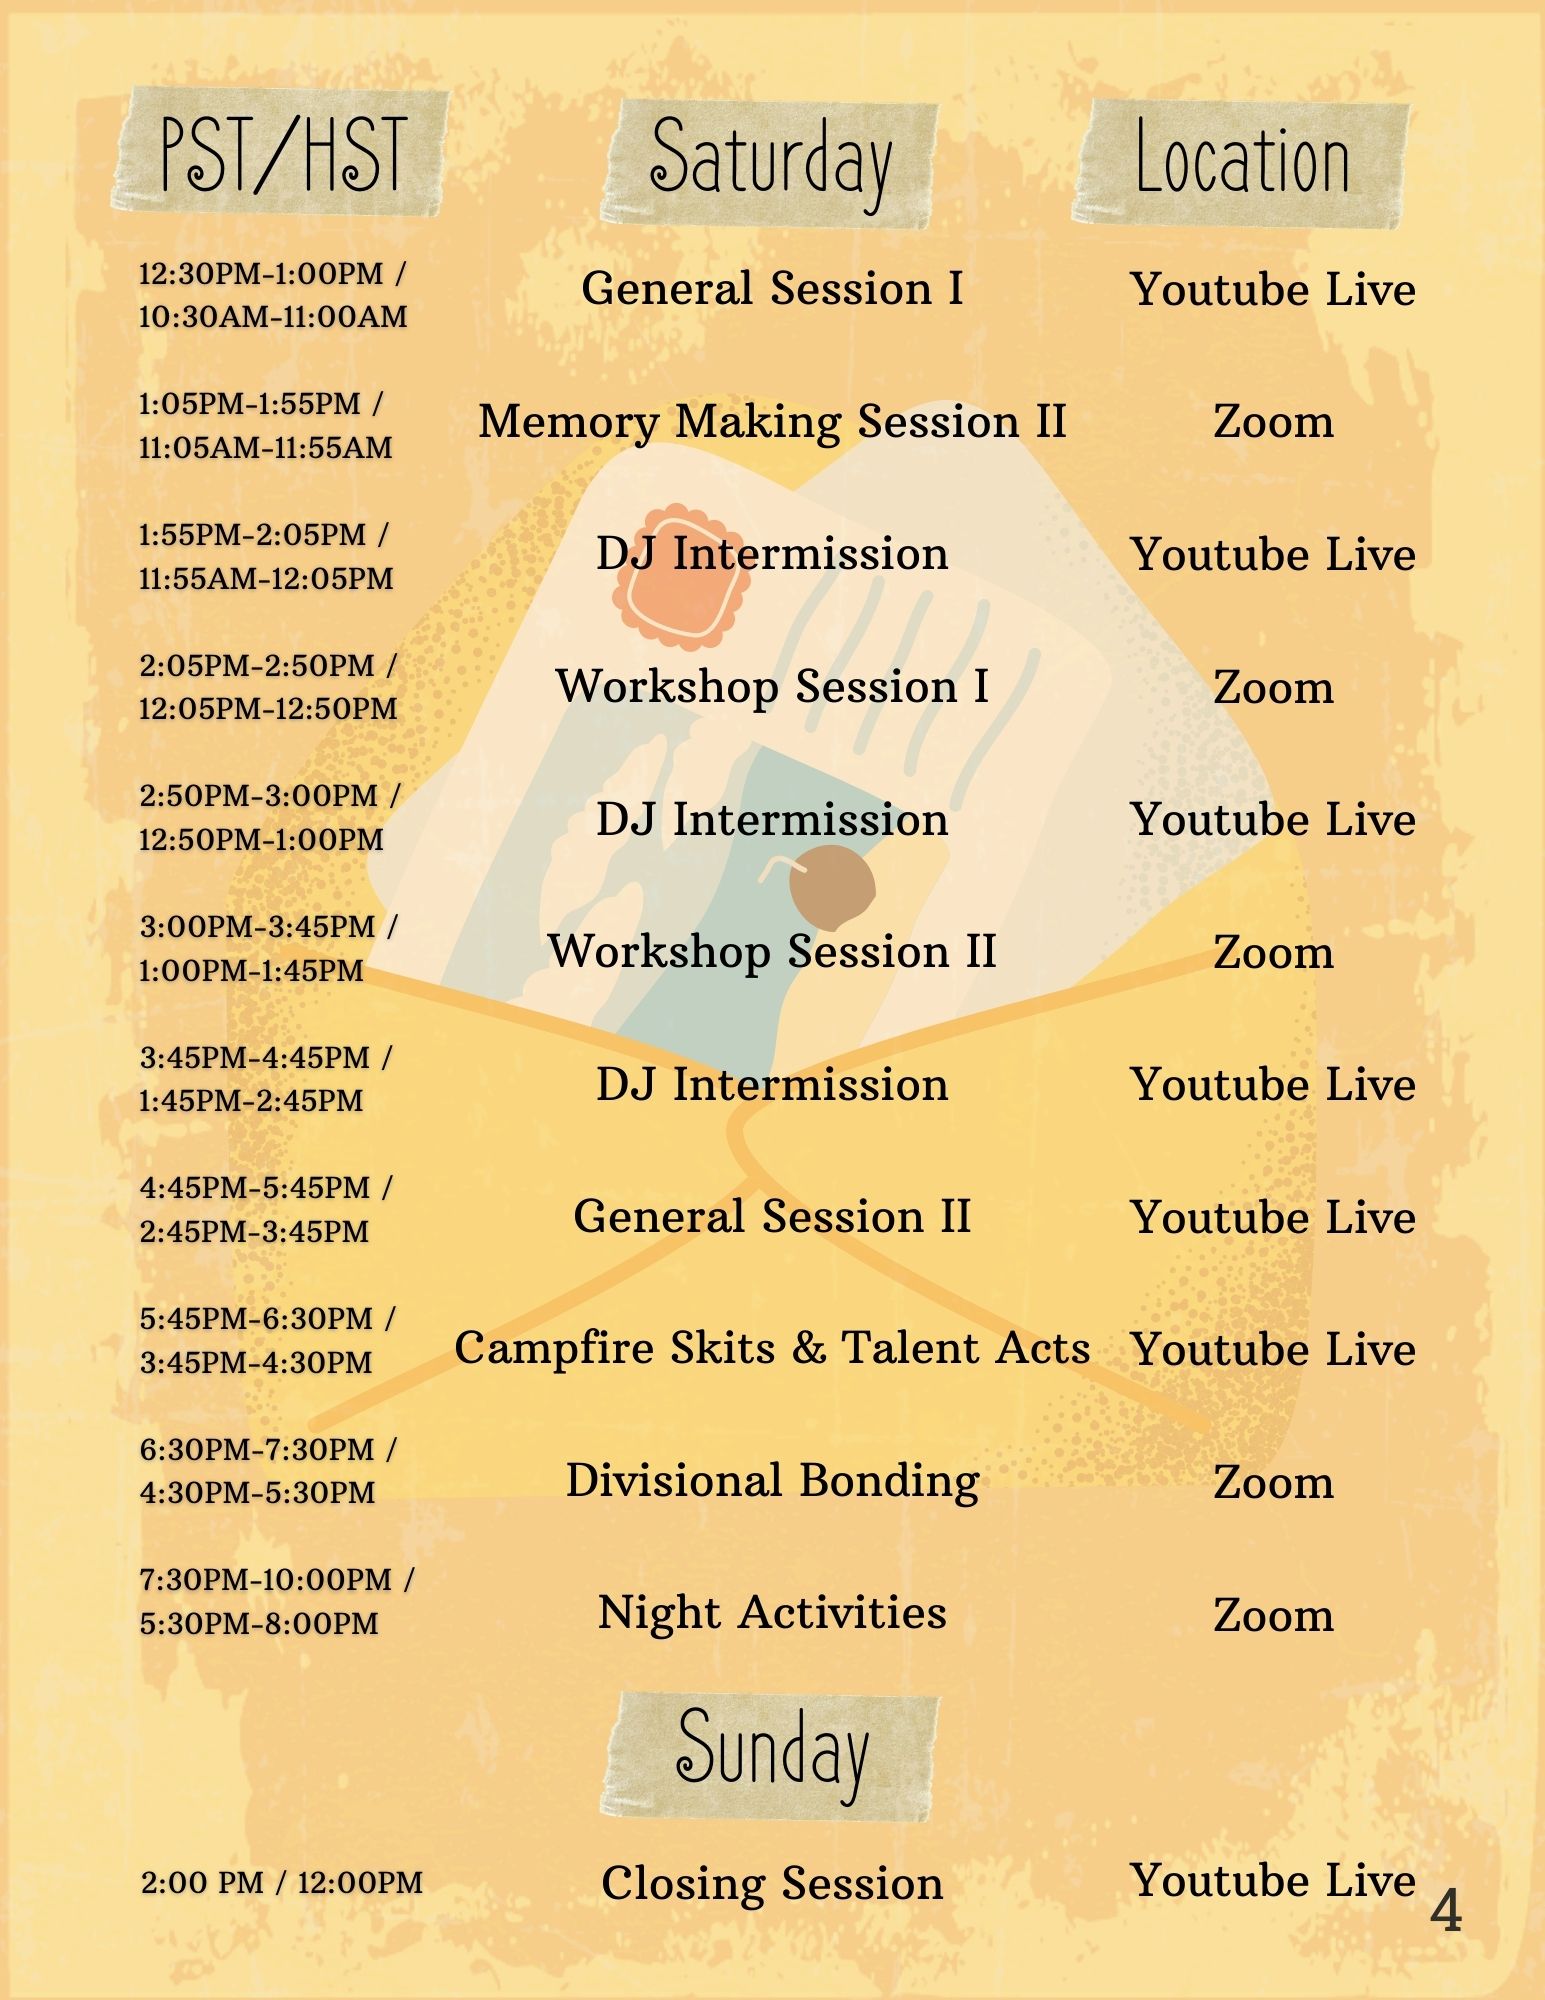 PST/HST
Saturday
Location
12:30PM-1:00PM /
10:30AM-11:00AM
General Session I
Youtube Live
1:05PM-1:55PM /
11:05AM-11:55AM
Memory Making Session II
Zoom
1:55PM-2:05PM /
11:55AM-12:05PM
DJ Intermission
Youtube Live
2:05PM-2:50PM /
12:05PM-12:50PM
Workshop Session I
Zoom
2:50PM-3:00PM /
12:50PM-1:00PM
DJ Intermission
Youtube Live
3:00PM-3:45PM /
1:00PM-1:45PM
Workshop Session II
Zoom
3:45PM-4:45PM /
1:45PM-2:45PM
DJ Intermission
Youtube Live
4:45PM-5:45PM /
2:45PM-3:45PM
General Session II
Youtube Live
5:45PM-6:30PM /
3:45PM-4:30PM
Campfire Skits & Talent Acts
Youtube Live
6:30PM-7:30PM /
4:30PM-5:30PM
Divisional Bonding
Zoom
7:30PM-10:00PM /
5:30PM-8:00PM
Night Activities
Zoom
Sunday
2:00 PM / 12:00PM
Closing Session
Youtube Live
4